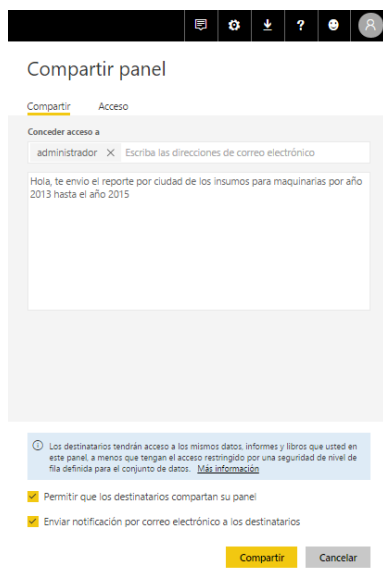 ?
Compartir panel
Compartir Acceso
Conceder acceso a
administrador × Escriba las direcciones de correo electrónico
Hola, te envio el reporte por ciudad de los insumos para maquinarias por año
2013 hasta el año 2015
Los destinatarios tendrán acceso a los mismos datos, informes y libros que usted en
este panel, a menos que tengan el acceso restringido por una seguridad de nivel de
fila definida para el conjunto de datos. Más información
Permitir que los destinatarios compartan su panel
Enviar notificación por correo electrónico a los destinatarios
Compartir Cancelar